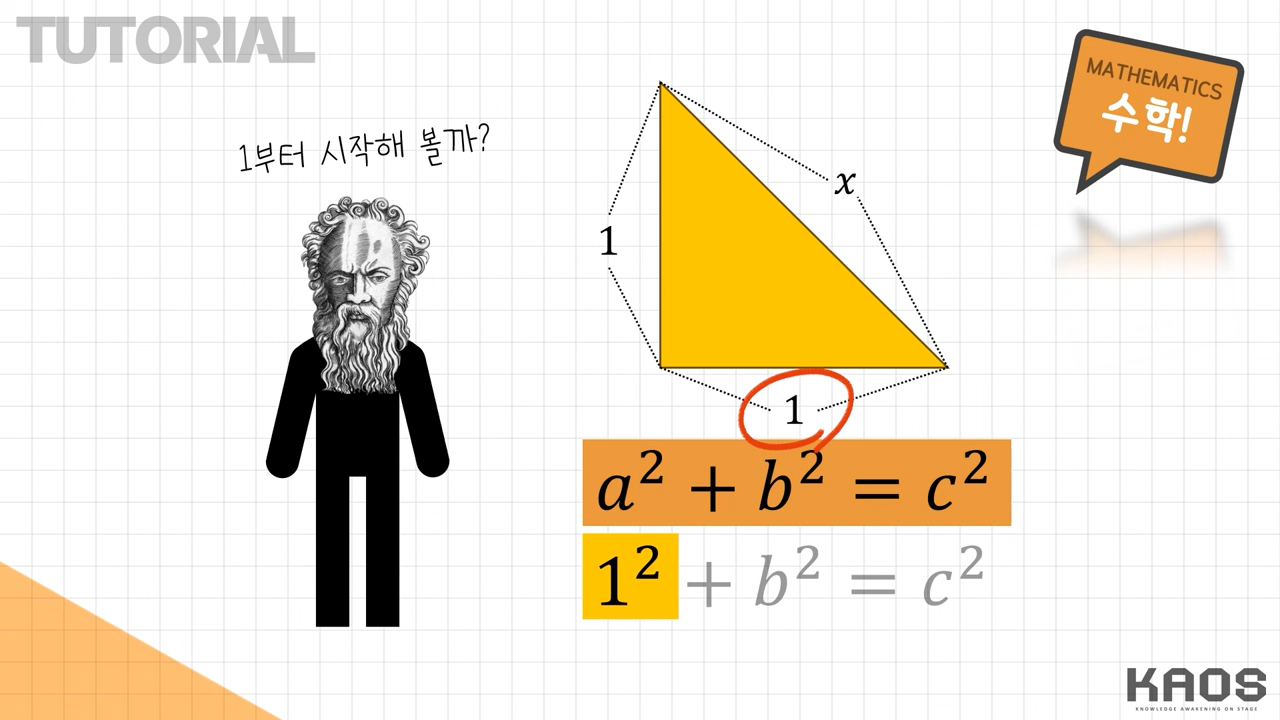 TUTORIAL
MATHEMATICS
수학!
1부터 시작해 볼까?
x
1
1
a² + b² = c²
1² + b² = c²
KAOS
KNOWLEDGE AWAKENING ON STAGE